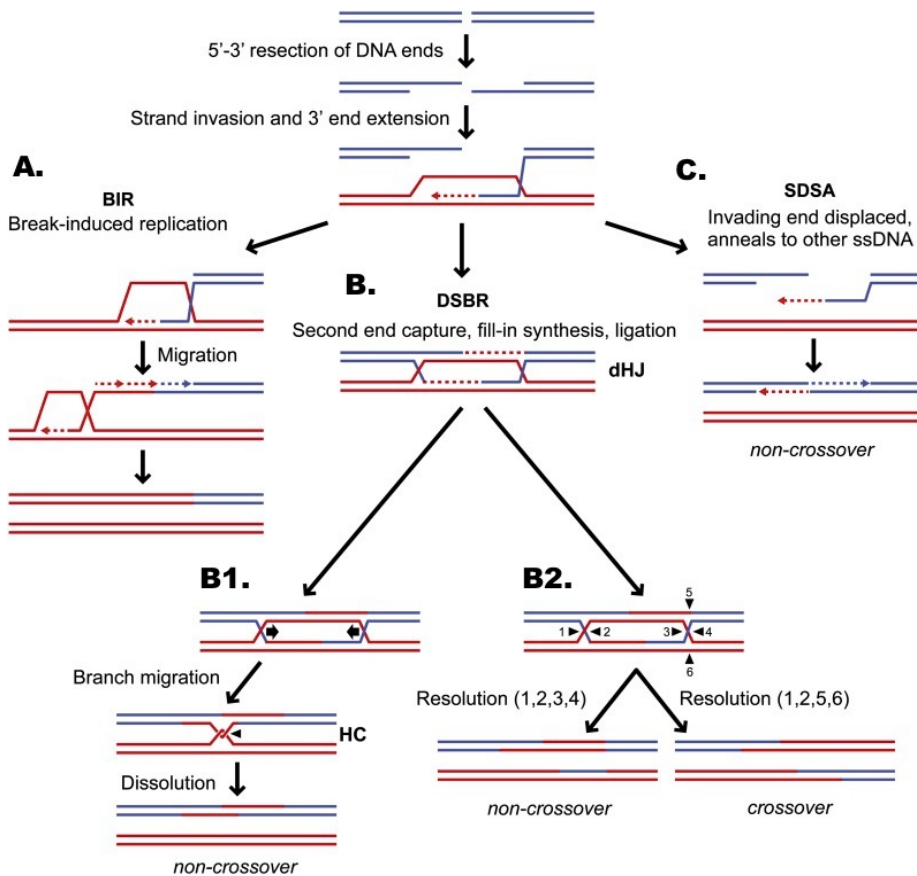 5'-3' resection of DNA ends
Strand invasion and 3' end extension
A.
BIR
Break-induced replication
Migration
B.
DSBR
Second end capture, fill-in synthesis, ligation
dHJ
C.
SDSA
Invading end displaced,
anneals to other ssDNA
non-crossover
B1.
Branch migration
HC
Dissolution
non-crossover
B2.
5
1 2 3 4
6
Resolution (1,2,3,4)
Resolution (1,2,5,6)
non-crossover
crossover